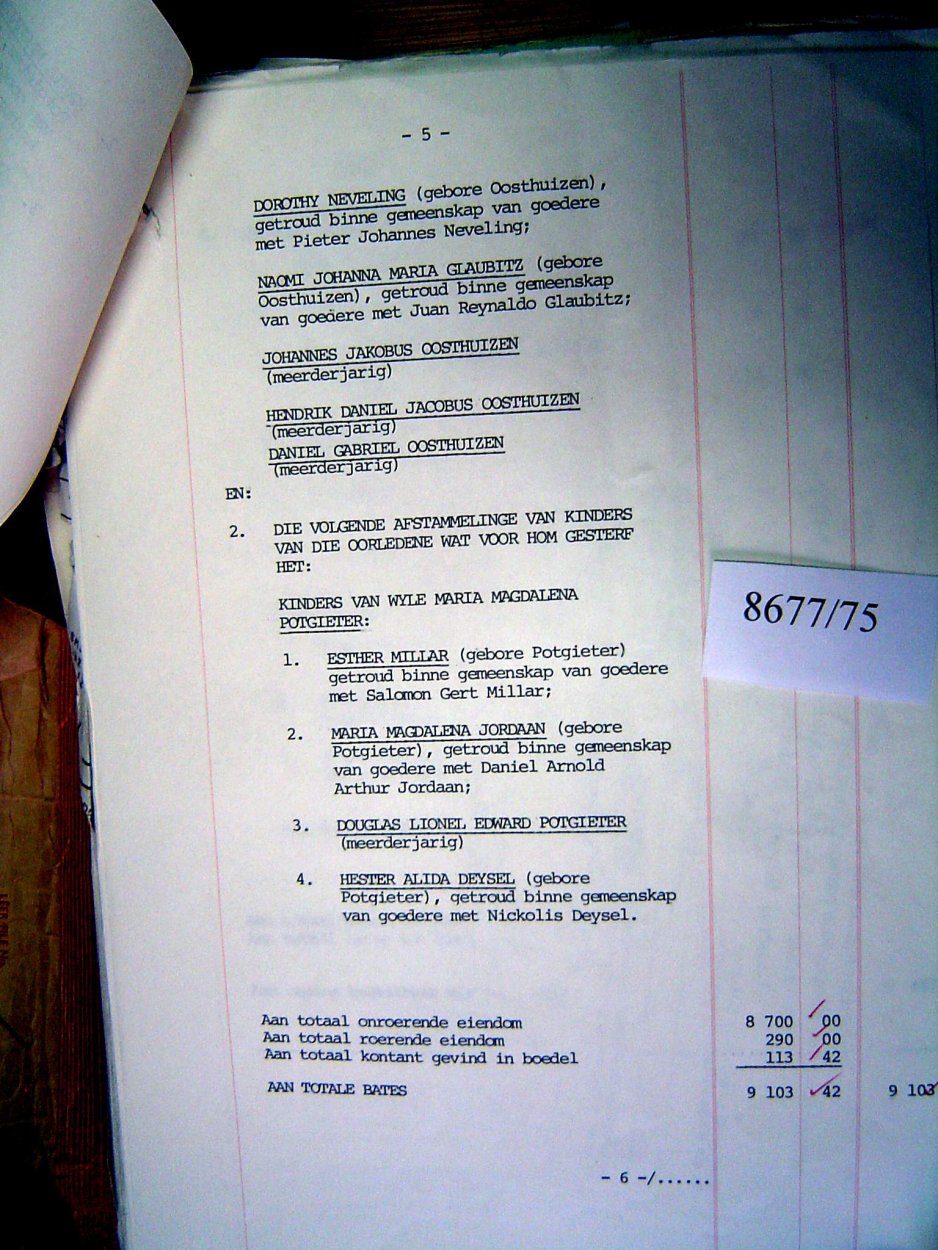 - 5 -
DOROTHY NEVELING (gebore Oosthuizen),
getroud binne gemeenskap van goedere
met Pieter Johannes Neveling;
NAOMI JOHANNA MARIA GLAUBITZ (gebore
Oosthuizen), getroud binne gemeenskap
van goedere met Juan Reynaldo Glaubitz;
JOHANNES JAKOBUS OOSTHUIZEN
(meerderjarig)
HENDRIK DANIEL JACOBUS OOSTHUIZEN
(meerderjarig)
DANIEL GABRIEL OOSTHUIZEN
(meerderjarig)
EN:
2. DIE VOLGENDE AFSTAMMELINGE VAN KINDERS
VAN DIE OORLEDENE WAT VOOR HOM GESTERF
HET:
KINDERS VAN WYLE MARIA MAGDALENA
POTGIETER:
8677/75
1. ESTHER MILLAR (gebore Potgieter)
getroud binne gemeenskap van goedere
met Salomon Gert Millar;
2. MARIA MAGDALENA JORDAAN (gebore
Potgieter), getroud binne gemeenskap
van goedere met Daniel Arnold
Arthur Jordaan;
3. DOUGLAS LIONEL EDWARD POTGIETER
(meerderjarig)
4. HESTER ALIDA DEYSEL (gebore
Potgieter), getroud binne gemeenskap
van goedere met Nickolis Deysel.
Aan totaal onroerende eiendom 8 700 00
Aan totaal roerende eiendom 290 00
Aan totaal kontant gevind in boedel 113 42
AAN TOTALE BATES 9 103 42 9 103
- 6 -/......